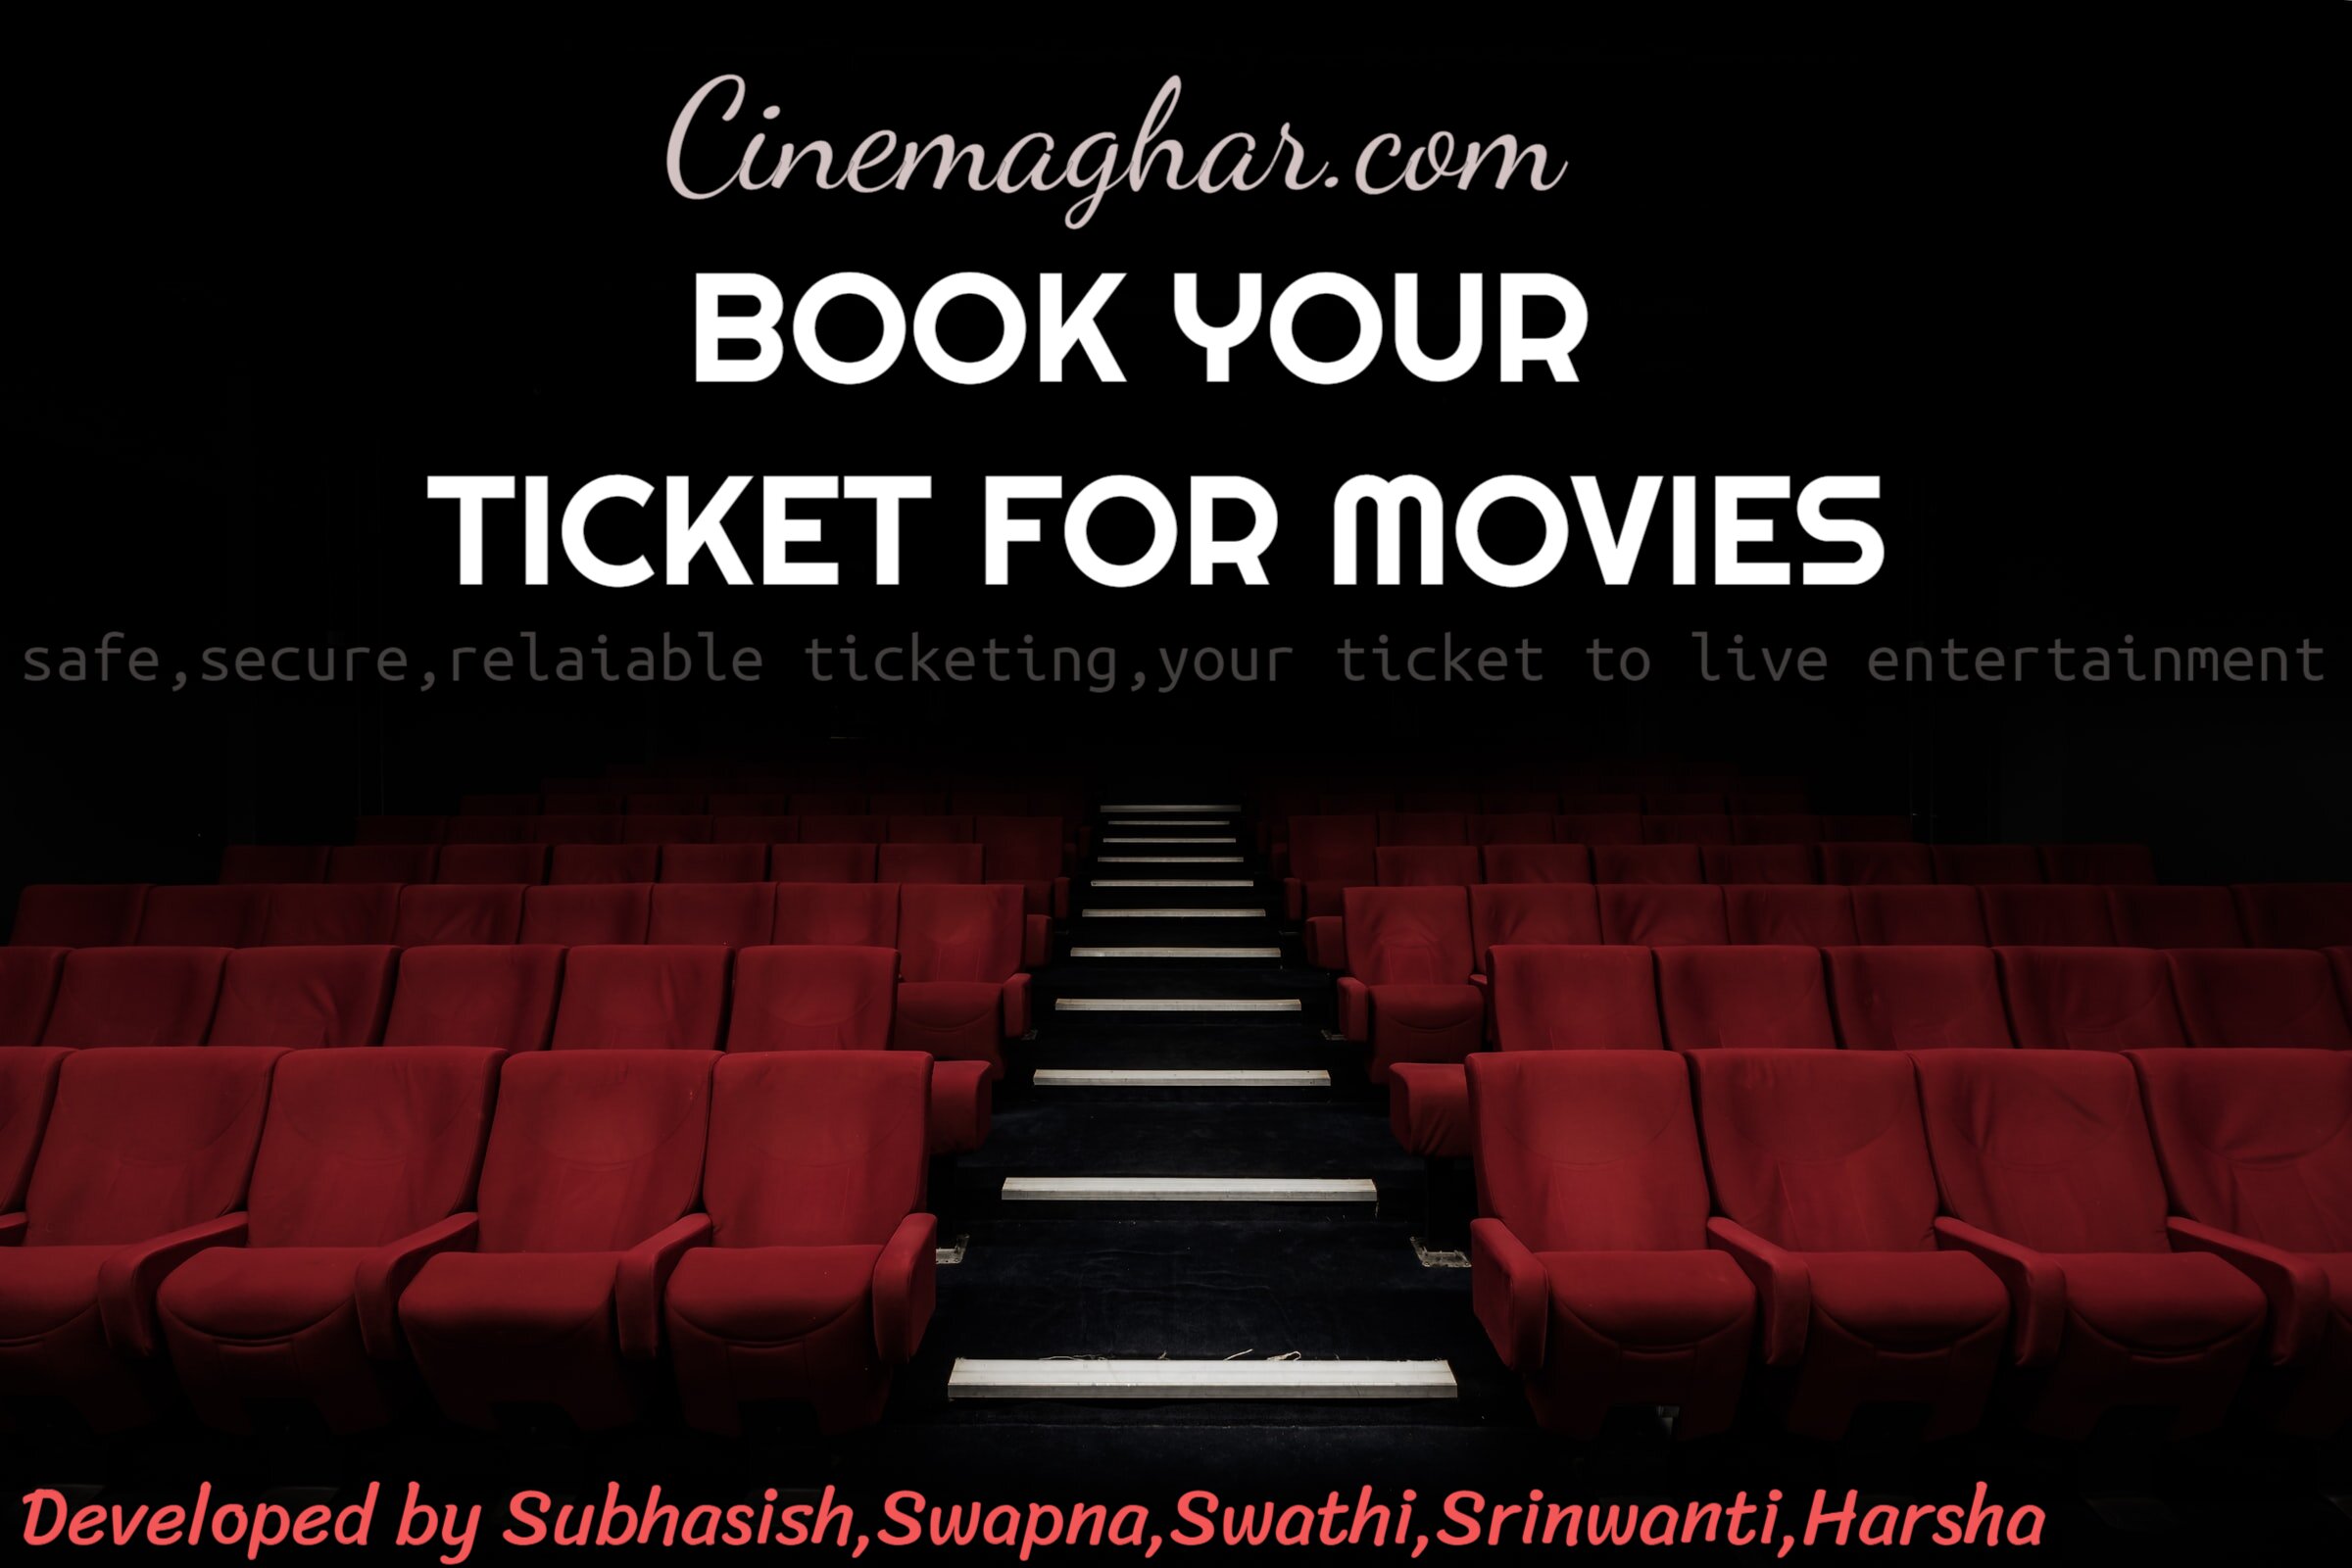 Cinemaghar.com
BOOK YOUR
TICKET FOR MOVIES
safe,secure,relaiable ticketing,your ticket to live entertainment
Developed by Subhasish,Swapna,Swathi,Srinwanti,Harsha